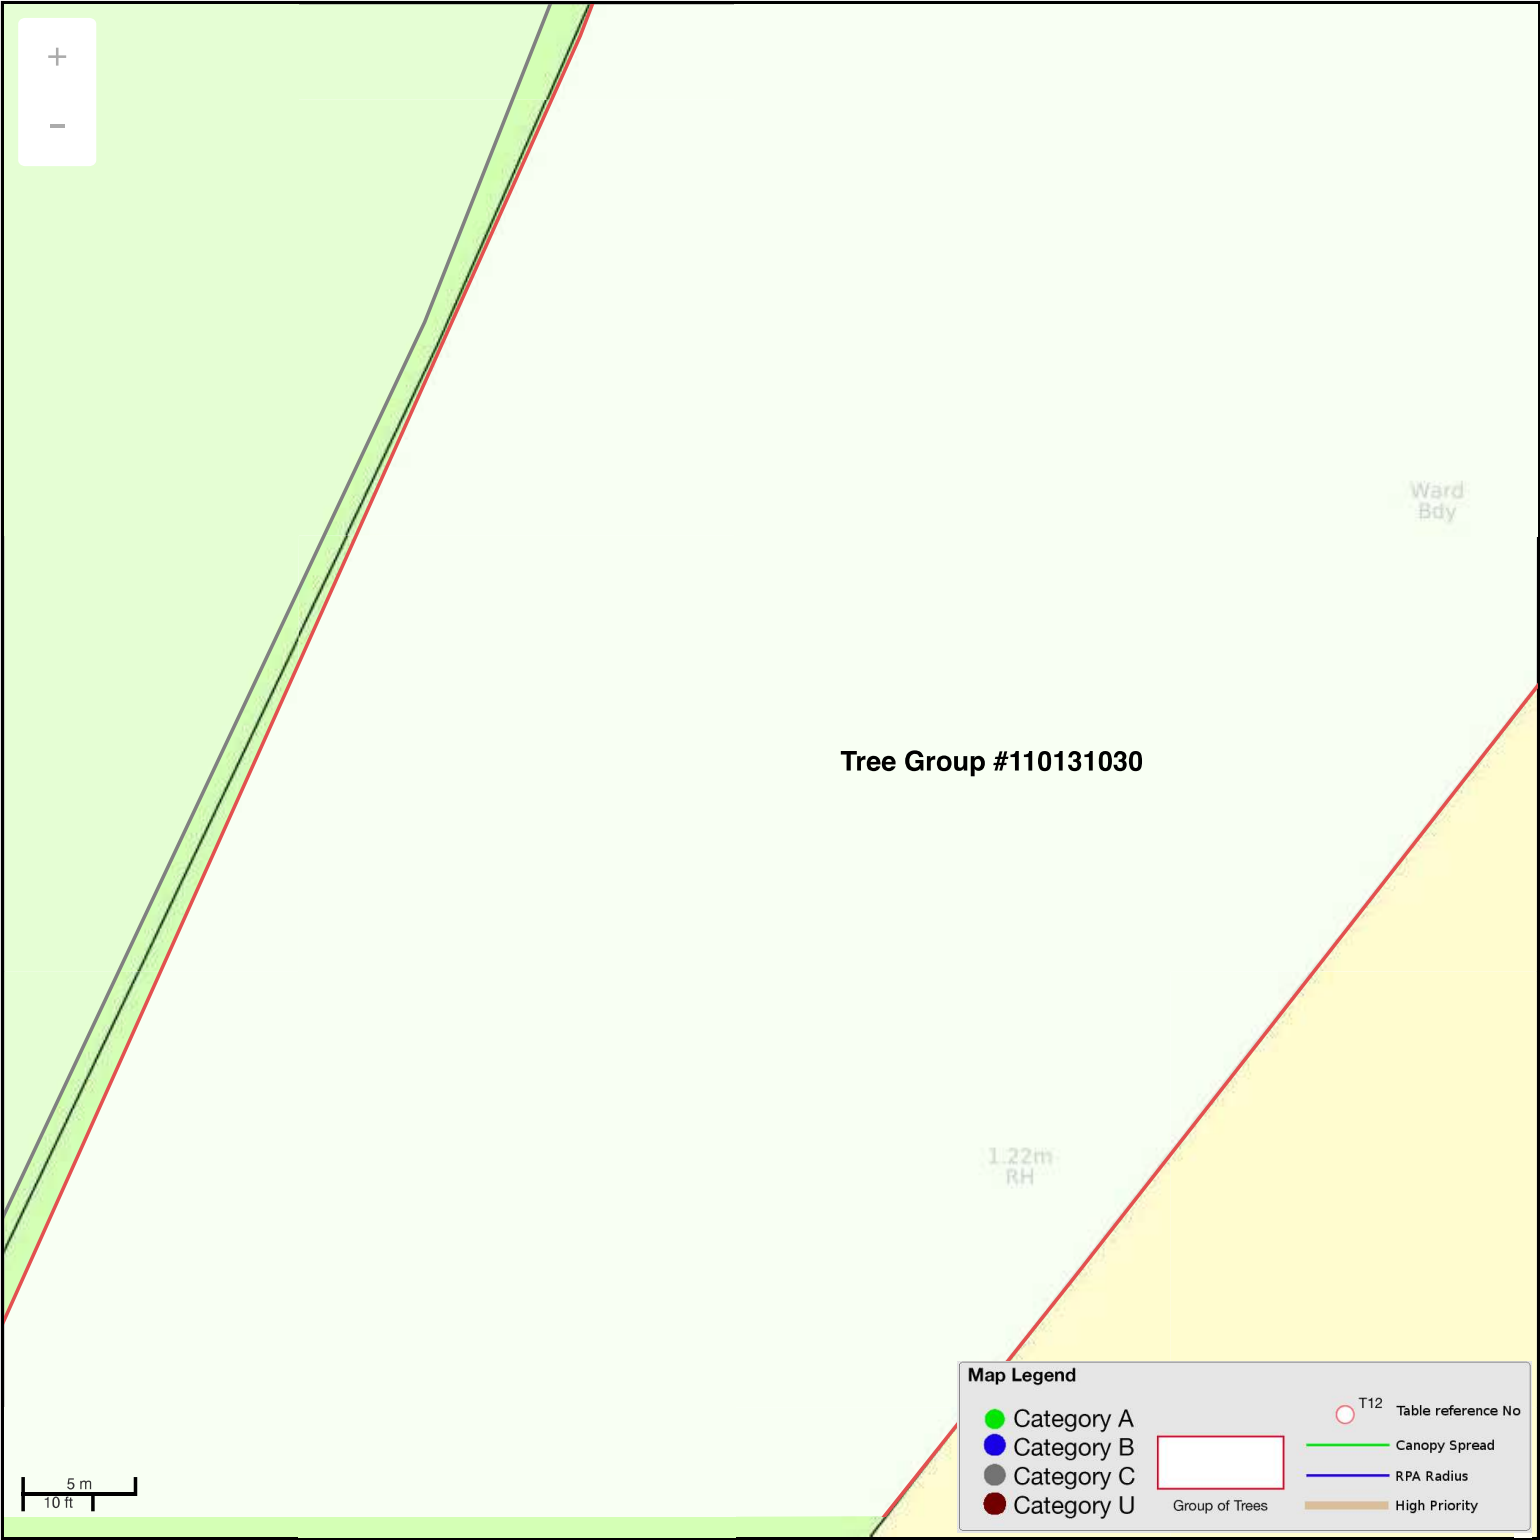 +
−
Ward
Bdy
Tree Group #110131030
1.22m
RH
Map Legend
Category A
Category B
Category C
Category U
Group of Trees
T12 Table reference No
Canopy Spread
RPA Radius
High Priority
5 m
10 ft